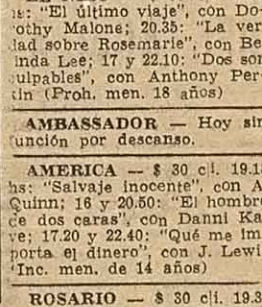 s: "El último viaje", con Do-
othy Malone; 20.35: "La ver
dad sobre Rosemarie", con Be
inda Lee; 17 y 22.10: "Dos son
ulpables", con Anthony Per-
kin (Proh. men. 18 años)
AMBASSADOR — Hoy sin
unción por descanso.
AMERICA — $ 30 c|i. 19.15
hs: "Salvaje inocente", con A
Quinn; 16 y 20.50: "El hombre
de dos caras", con Danni Ka
ye; 17.20 y 22.40: "Qué me im
porta el dinero", con J. Lewi
(Inc. men. de 14 años)
ROSARIO — $ 30 c|i. 19.3